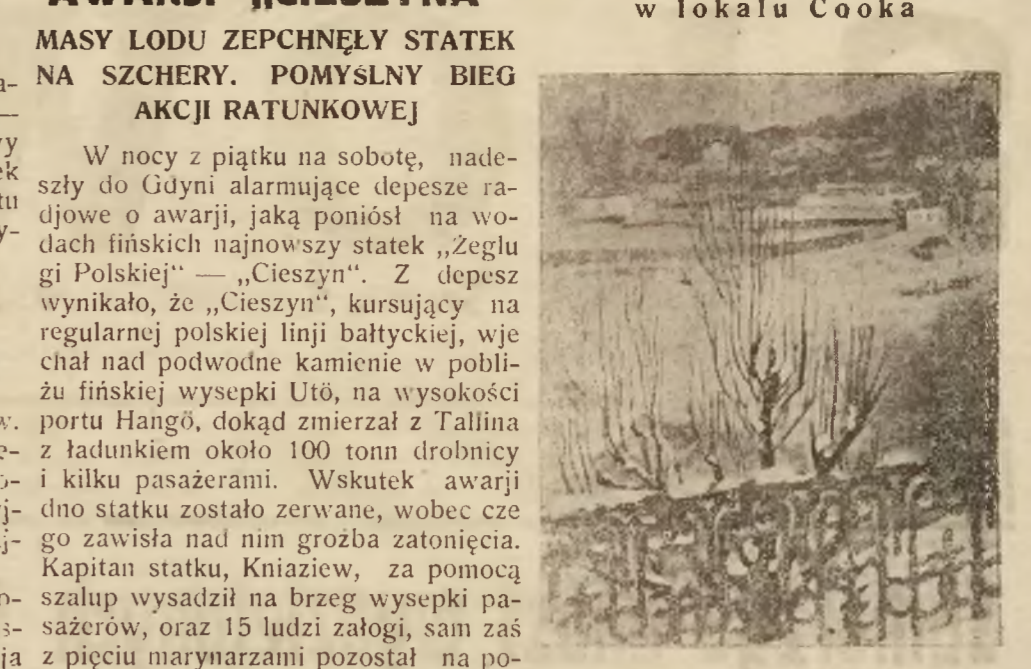 AWARJI „CIESZYNA"
MASY LODU ZEPCHNĘŁY STATEK
NA SZCHERY. POMYŚLNY BIEG
AKCJI RATUNKOWEJ
W nocy z piątku na sobotę, nade-
szły do Gdyni alarmujące depesze ra-
djowe o awarji, jaką poniósł na wo-
dach fińskich najnowszy statek „Żeglu
gi Polskiej" — „Cieszyn". Z depesz
wynikało, że „Cieszyn", kursujący na
regularnej polskiej linji bałtyckiej, wje
chał nad podwodne kamienie w pobli-
żu fińskiej wysepki Utö, na wysokości
portu Hangö, dokąd zmierzał z Tallina
z ładunkiem około 100 tonn drobnicy
i kilku pasażerami. Wskutek awarji
dno statku zostało zerwane, wobec cze
go zawisła nad nim groźba zatonięcia.
Kapitan statku, Kniaziew, za pomocą
szalup wysadził na brzeg wysepki pa-
sażerów, oraz 15 ludzi załogi, sam zaś
z pięciu marynarzami pozostał na po-
w lokalu Cooka